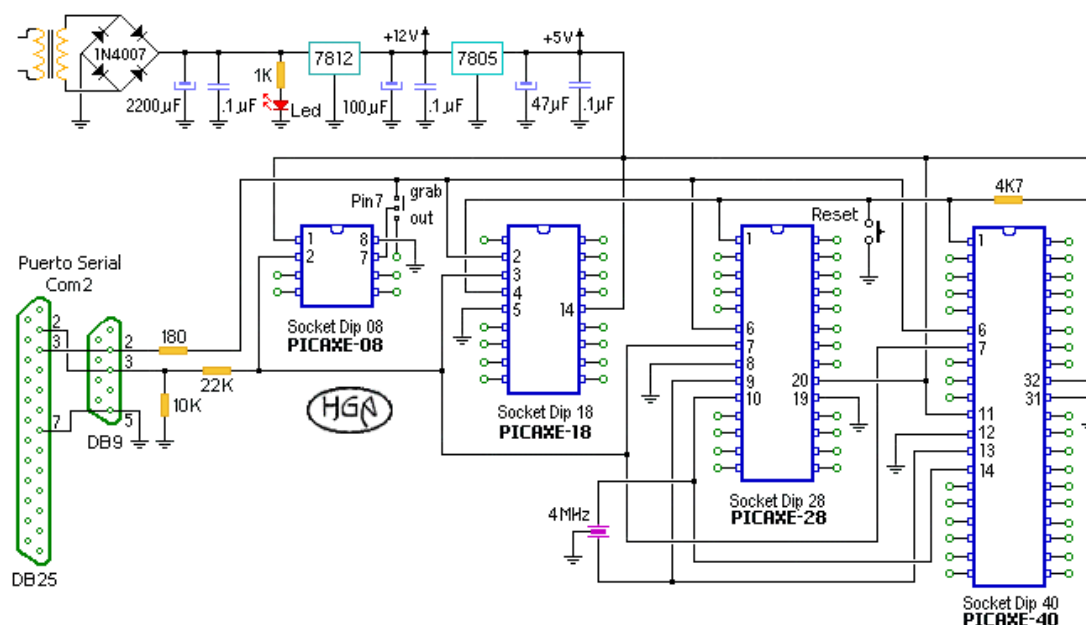 1N4007
2200µF
.1µF
1K
Led
7812
+12V
100µF
.1µF
7805
+5V
47µF
.1µF
Pin7
grab
out
4K7
Reset
1
2
8
7
Socket Dip 08
PICAXE-08
2
3
4
5
14
Socket Dip 18
PICAXE-18
1
6
7
8
9
10
20
19
Socket Dip 28
PICAXE-28
1
6
7
32
31
11
12
13
14
Socket Dip 40
PICAXE-40
Puerto Serial
Com2
2
3
7
DB25
2
3
5
DB9
180
22K
10K
HGA
4MHz